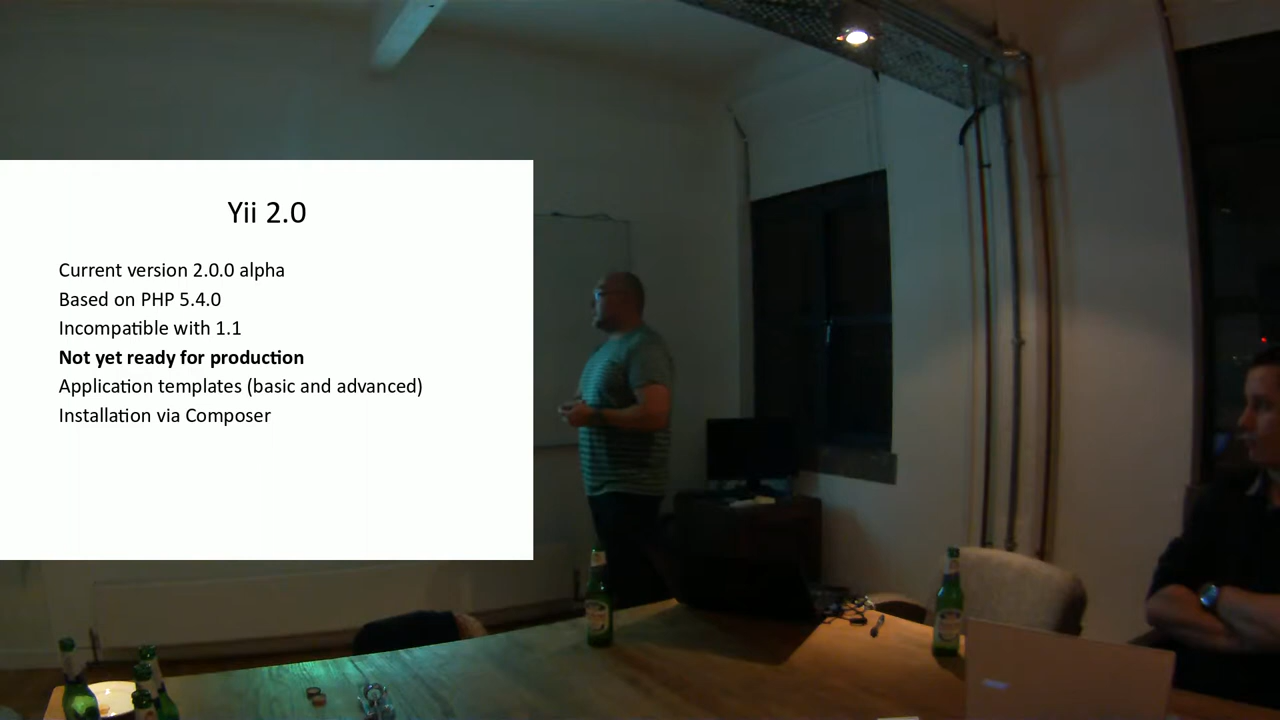 Yii 2.0
Current version 2.0.0 alpha
Based on PHP 5.4.0
Incompatible with 1.1
Not yet ready for production
Application templates (basic and advanced)
Installation via Composer